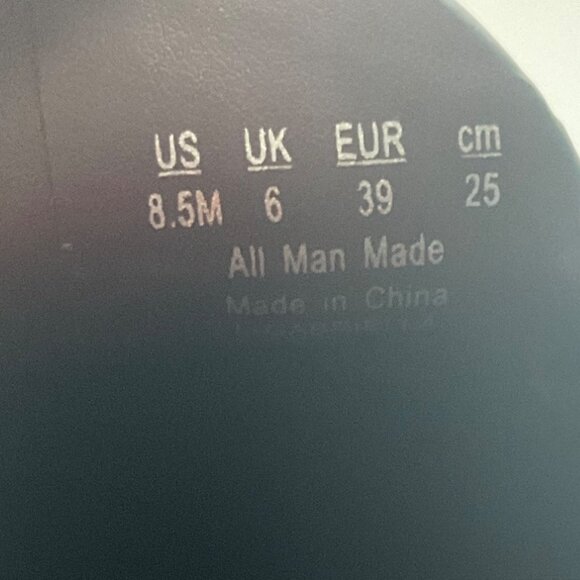 US UK EUR cm
8.5M 6 39 25
All Man Made
Made in China